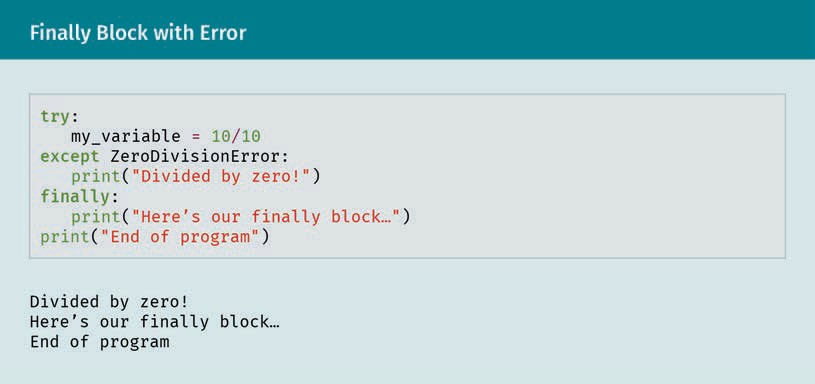 Finally Block with Error
try:
my_variable = 10/10
except ZeroDivisionError:
print("Divided by zero!")
finally:
print("Here’s our finally block…")
print("End of program")
Divided by zero!
Here’s our finally block…
End of program